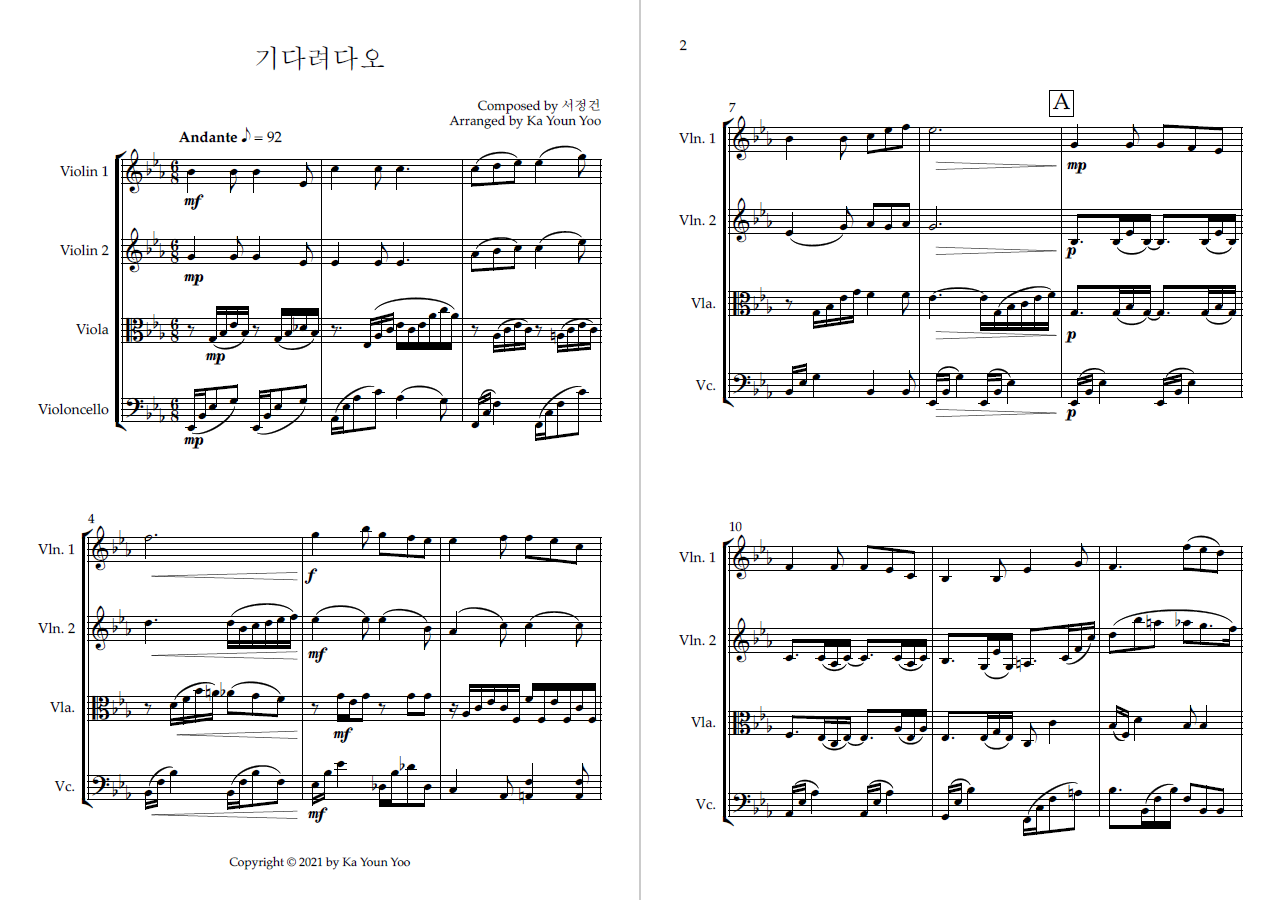 기다려다오
Composed by 서정건
Arranged by Ka Youn Yoo
Andante ♪ = 92
Violin 1
mf
Violin 2
mp
Viola
mp
Violoncello
mp
4
Vln. 1
f
Vln. 2
mf
Vla.
mf
Vc.
mf
Copyright © 2021 by Ka Youn Yoo
2
7
A
Vln. 1
mp
Vln. 2
p
Vla.
p
Vc.
p
10
Vln. 1
Vln. 2
Vla.
Vc.